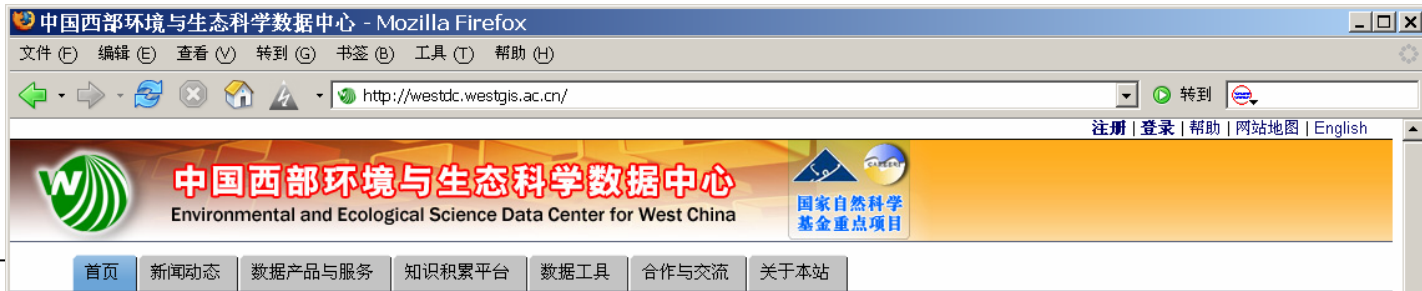 中国西部环境与生态科学数据中心 - Mozilla Firefox
文件 (F) 编辑 (E) 查看 (V) 转到 (G) 书签 (B) 工具 (T) 帮助 (H)
http://westdc.westgis.ac.cn/ 转到
注册 | 登录 | 帮助 | 网站地图 | English
中国西部环境与生态科学数据中心
Environmental and Ecological Science Data Center for West China
CAREERI
国家自然科学
基金重点项目
首页 新闻动态 数据产品与服务 知识积累平台 数据工具 合作与交流 关于本站